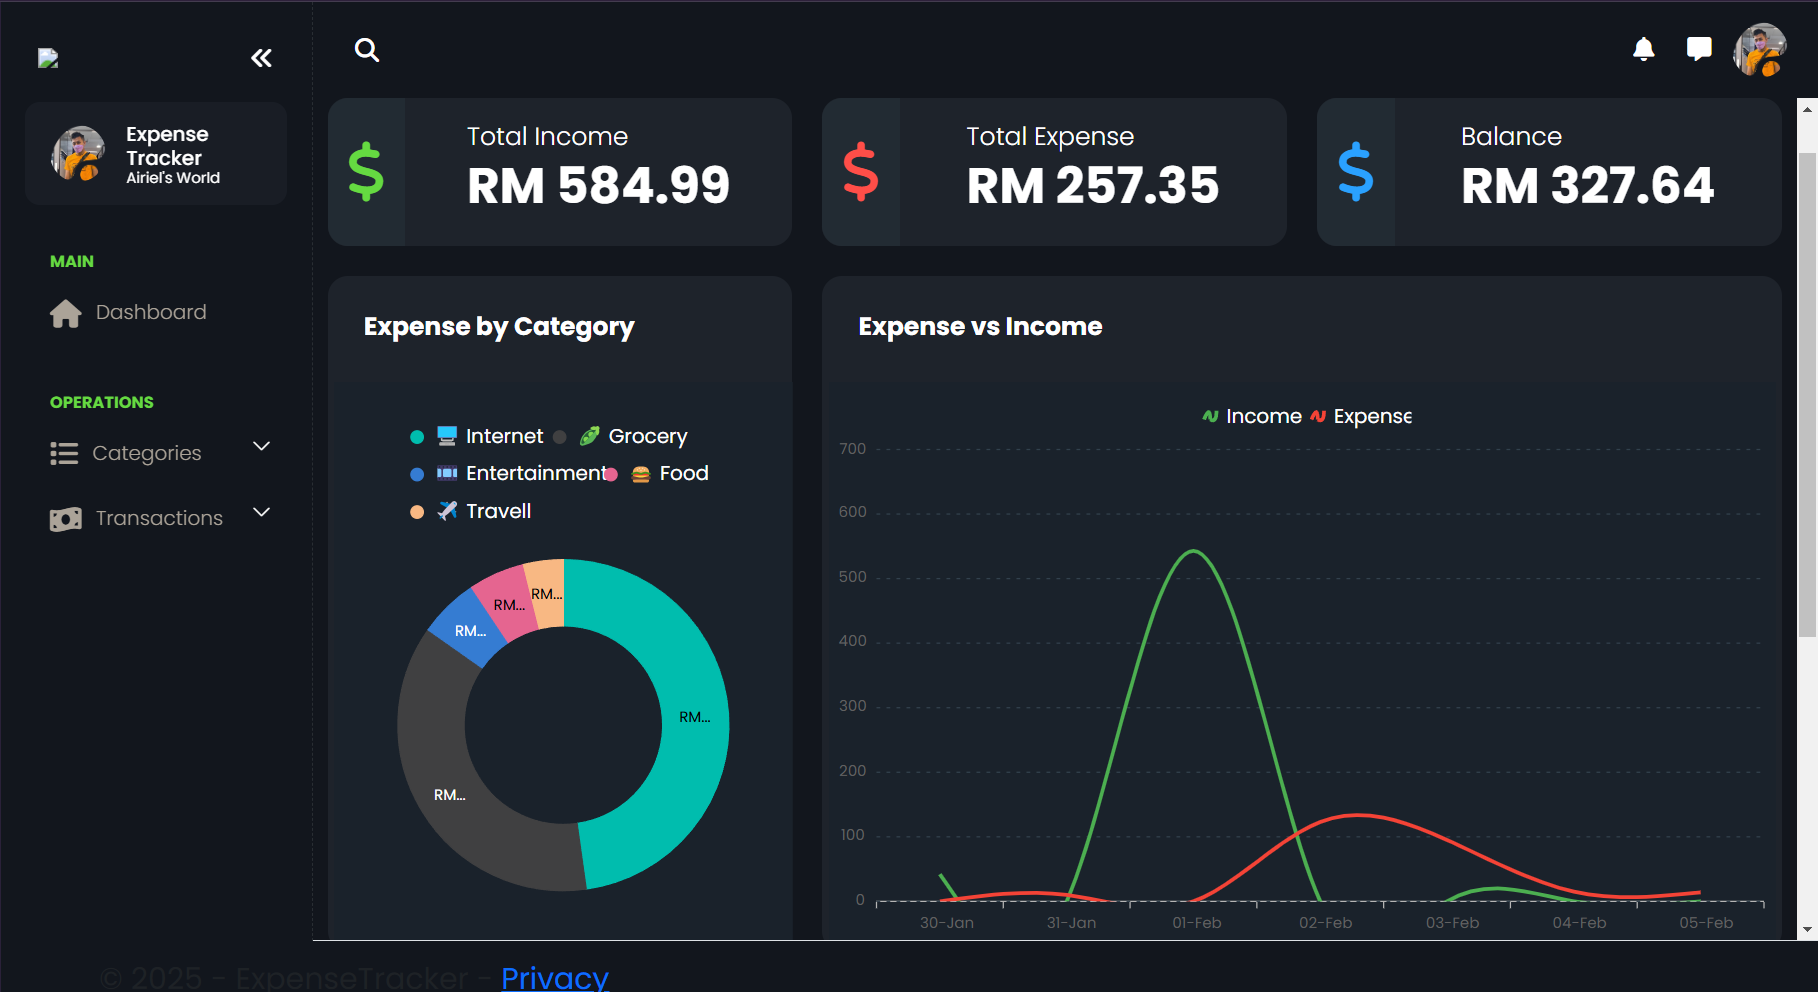 Expense
Tracker
Airiel's World
MAIN
Dashboard
OPERATIONS
Categories
Transactions
Total Income
RM 584.99
Total Expense
RM 257.35
Balance
RM 327.64
Expense by Category
Internet Grocery
Entertainment Food
Travell
RM...
RM...
RM...
RM...
RM...
Expense vs Income
Income Expense
700
600
500
400
300
200
100
0
30-Jan 31-Jan 01-Feb 02-Feb 03-Feb 04-Feb 05-Feb
© 2025 - ExpenseTracker - Privacy